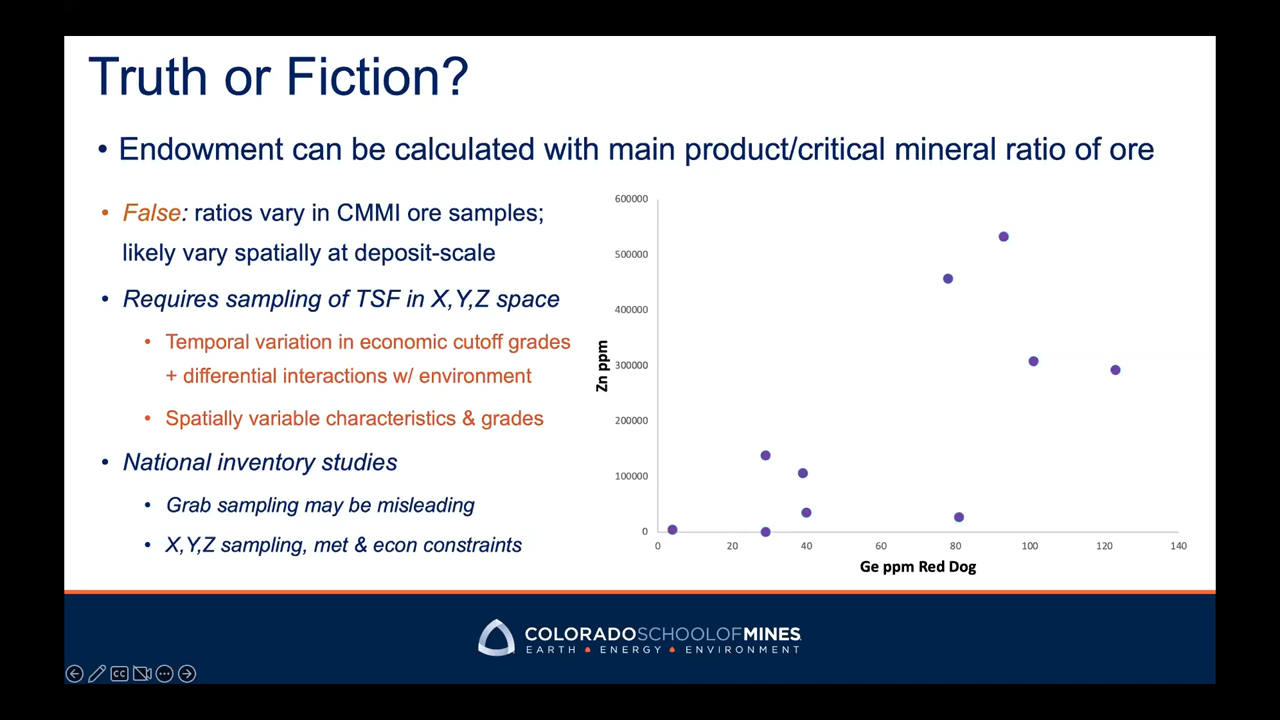 Truth or Fiction?
• Endowment can be calculated with main product/critical mineral ratio of ore
• False: ratios vary in CMMI ore samples;
likely vary spatially at deposit-scale
• Requires sampling of TSF in X,Y,Z space
• Temporal variation in economic cutoff grades
+ differential interactions w/ environment
• Spatially variable characteristics & grades
• National inventory studies
• Grab sampling may be misleading
• X,Y,Z sampling, met & econ constraints
Zn ppm
600000
500000
400000
300000
200000
100000
0
0 20 40 60 80 100 120 140
Ge ppm Red Dog
COLORADOSCHOOLOFMINES
EARTH • ENERGY • ENVIRONMENT
CC